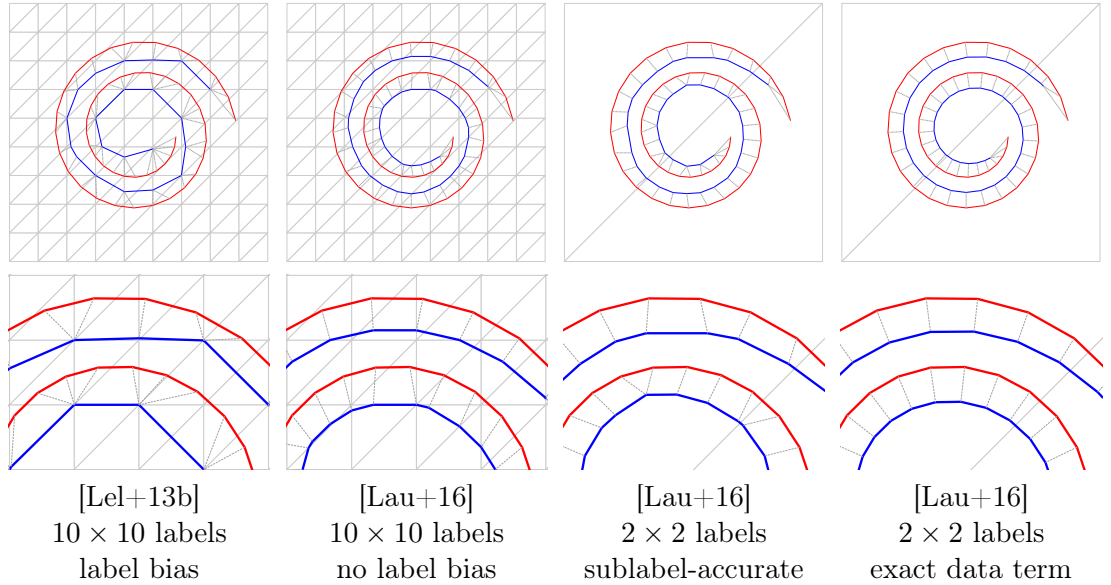 [Lel+13b]
10 × 10 labels
label bias
[Lau+16]
10 × 10 labels
no label bias
[Lau+16]
2 × 2 labels
sublabel-accurate
[Lau+16]
2 × 2 labels
exact data term